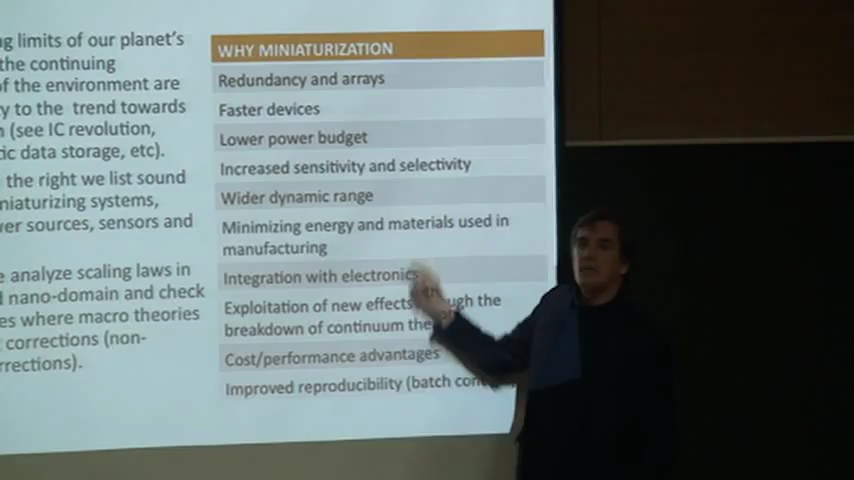 g limits of our planet's
the continuing
of the environment are
y to the trend towards
(see IC revolution,
ic data storage, etc).
the right we list sound
niaturizing systems,
ver sources, sensors and
e analyze scaling laws in
nano-domain and check
es where macro theories
corrections (non-
rrections).
WHY MINIATURIZATION
Redundancy and arrays
Faster devices
Lower power budget
Increased sensitivity and selectivity
Wider dynamic range
Minimizing energy and materials used in
manufacturing
Integration with electronics
Exploitation of new effects the
breakdown of continuum
Cost/performance advantages
Improved reproducibility (batch